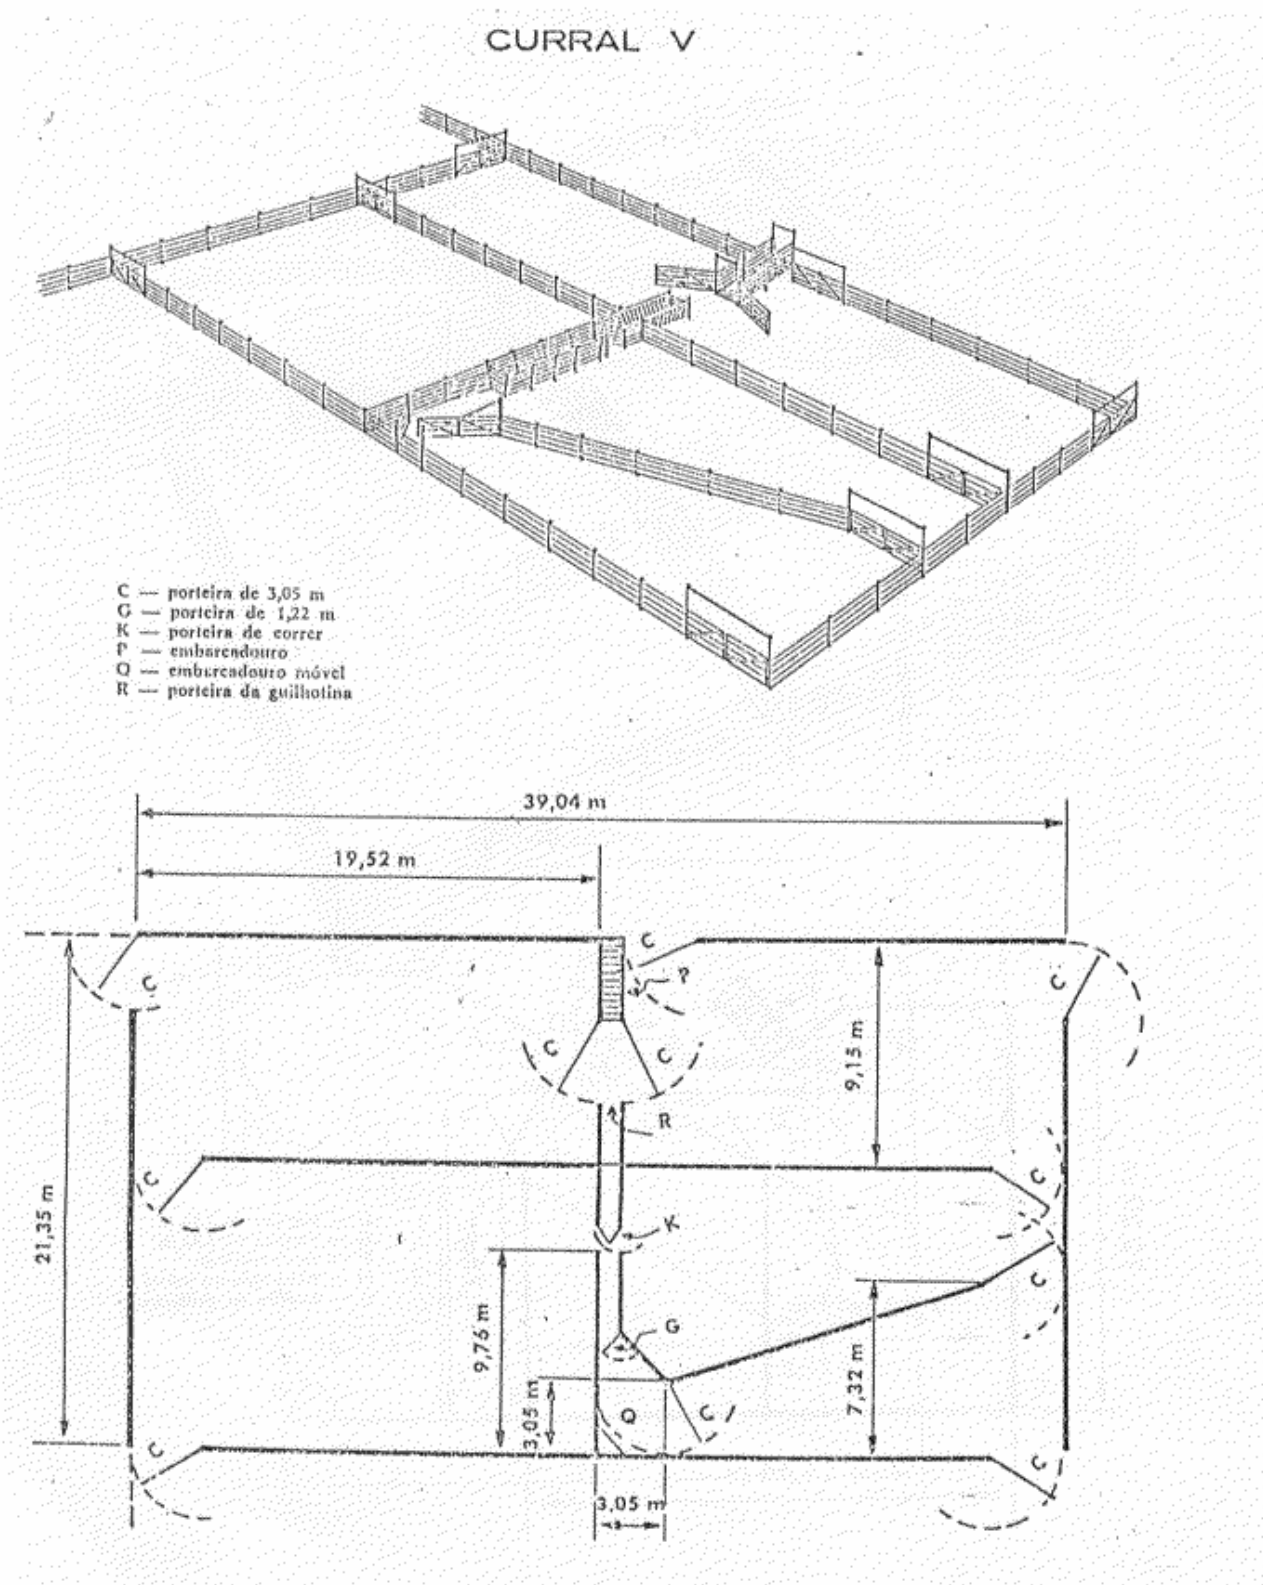 CURRAL V
C — porteira de 3,05 m
G — porteira de 1,22 m
K — porteira de correr
P — embarcadouro
Q — embarcadouro móvel
R — porteira da guilhotina
39,04 m
19,52 m
C
C
P
C
C
C
9,15 m
R
C
C
21,35 m
K
9,76 m
C
G
7,32 m
3,05 m
Q
C
C
C
3,05 m